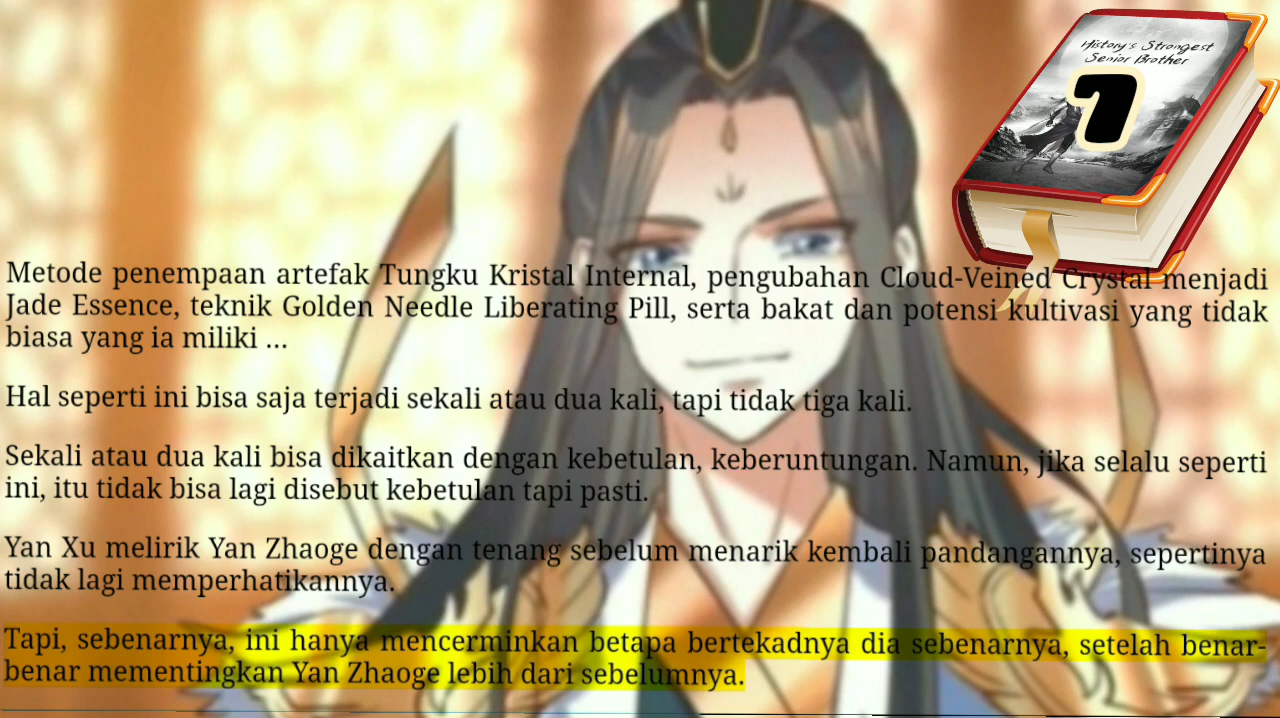 History's Strongest
Senior Brother
7
Metode penempaan artefak Tungku Kristal Internal, pengubahan Cloud-Veined Crystal menjadi
Jade Essence, teknik Golden Needle Liberating Pill, serta bakat dan potensi kultivasi yang tidak
biasa yang ia miliki ...
Hal seperti ini bisa saja terjadi sekali atau dua kali, tapi tidak tiga kali.
Sekali atau dua kali bisa dikaitkan dengan kebetulan, keberuntungan. Namun, jika selalu seperti
ini, itu tidak bisa lagi disebut kebetulan tapi pasti.
Yan Xu melirik Yan Zhaoge dengan tenang sebelum menarik kembali pandangannya, sepertinya
tidak lagi memperhatikannya.
Tapi, sebenarnya, ini hanya mencerminkan betapa bertekadnya dia sebenarnya, setelah benar-
benar mementingkan Yan Zhaoge lebih dari sebelumnya.